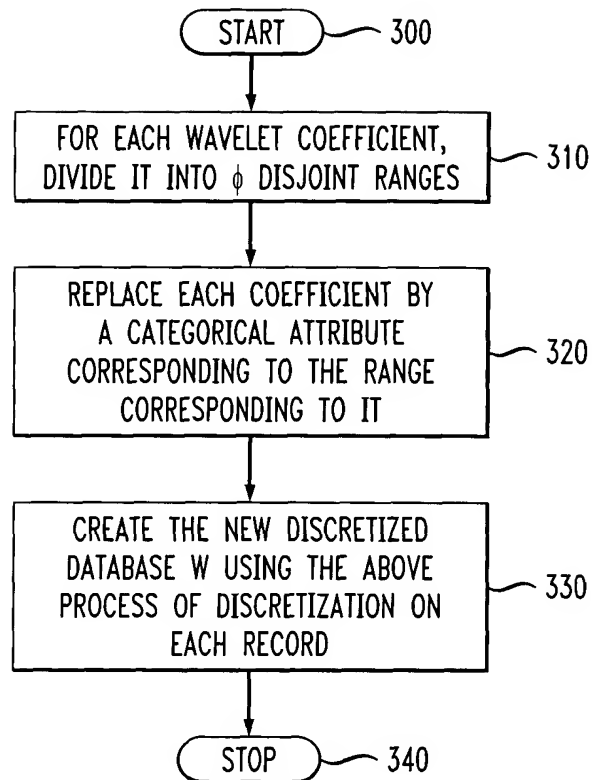 START
300
FOR EACH WAVELET COEFFICIENT,
DIVIDE IT INTO ϕ DISJOINT RANGES
310
REPLACE EACH COEFFICIENT BY
A CATEGORICAL ATTRIBUTE
CORRESPONDING TO THE RANGE
CORRESPONDING TO IT
320
CREATE THE NEW DISCRETIZED
DATABASE W USING THE ABOVE
PROCESS OF DISCRETIZATION ON
EACH RECORD
330
STOP
340